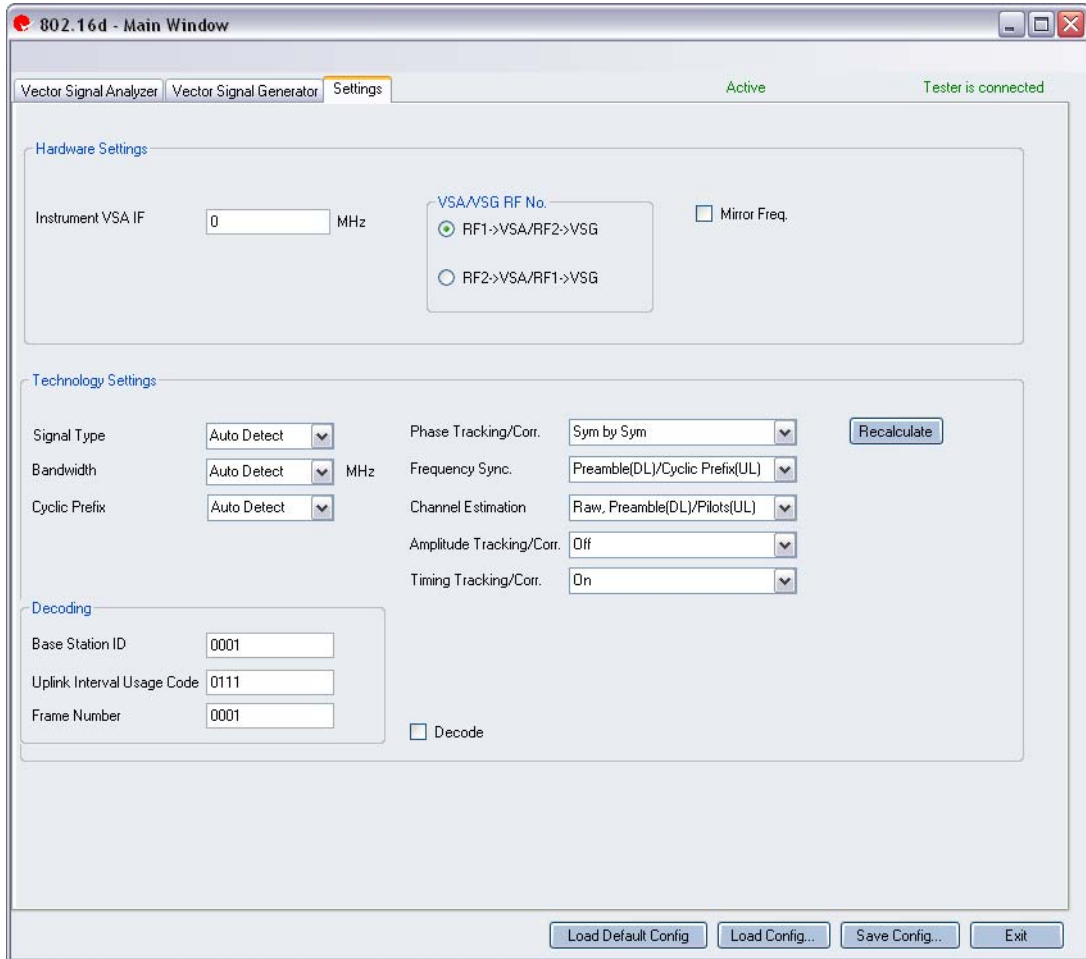 802.16d - Main Window
Vector Signal Analyzer Vector Signal Generator Settings Active Tester is connected
Hardware Settings
Instrument VSA IF 0 MHz
VSA/VSG RF No.
RF1->VSA/RF2->VSG
RF2->VSA/RF1->VSG
Mirror Freq.
Technology Settings
Signal Type Auto Detect
Bandwidth Auto Detect MHz
Cyclic Prefix Auto Detect
Phase Tracking/Corr. Sym by Sym
Frequency Sync. Preamble(DL)/Cyclic Prefix(UL)
Channel Estimation Raw, Preamble(DL)/Pilots(UL)
Amplitude Tracking/Corr. Off
Timing Tracking/Corr. On
Recalculate
Decoding
Base Station ID 0001
Uplink Interval Usage Code 0111
Frame Number 0001
Decode
Load Default Config Load Config... Save Config... Exit